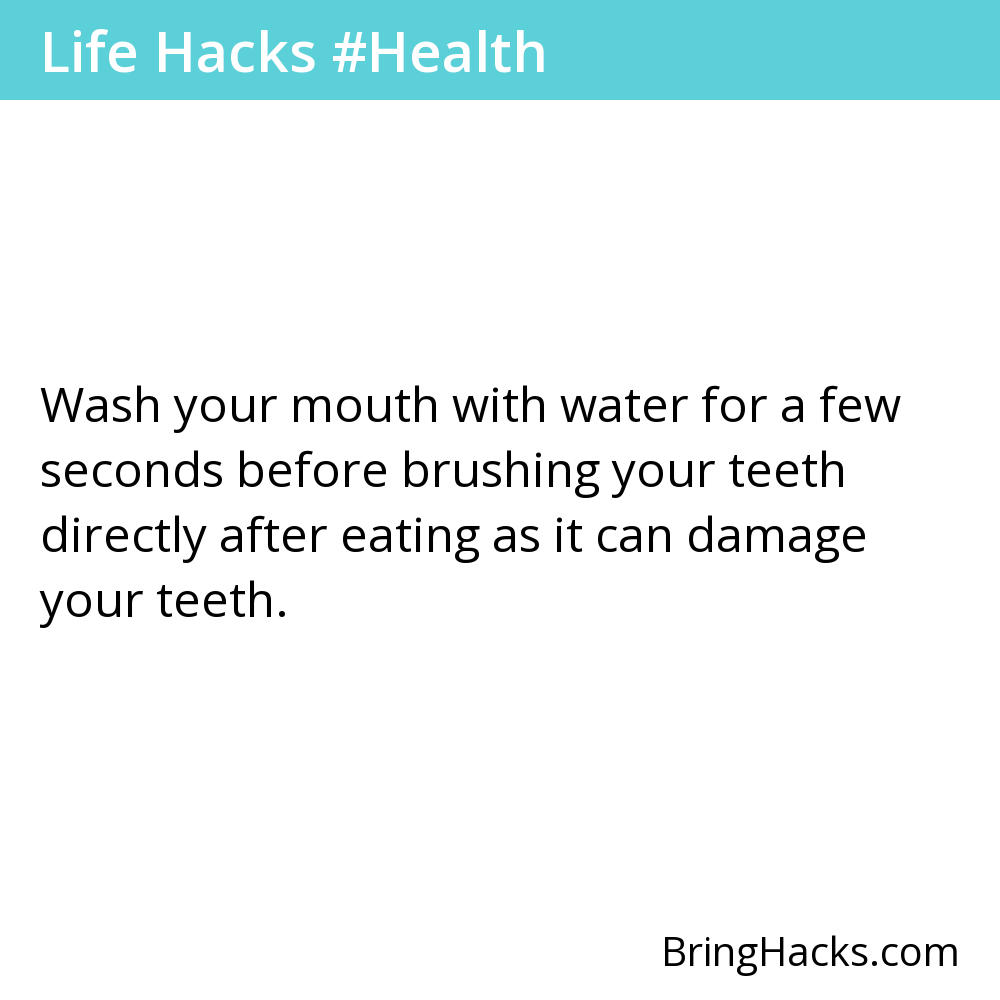 Life Hacks #Health
Wash your mouth with water for a few
seconds before brushing your teeth
directly after eating as it can damage
your teeth.
BringHacks.com